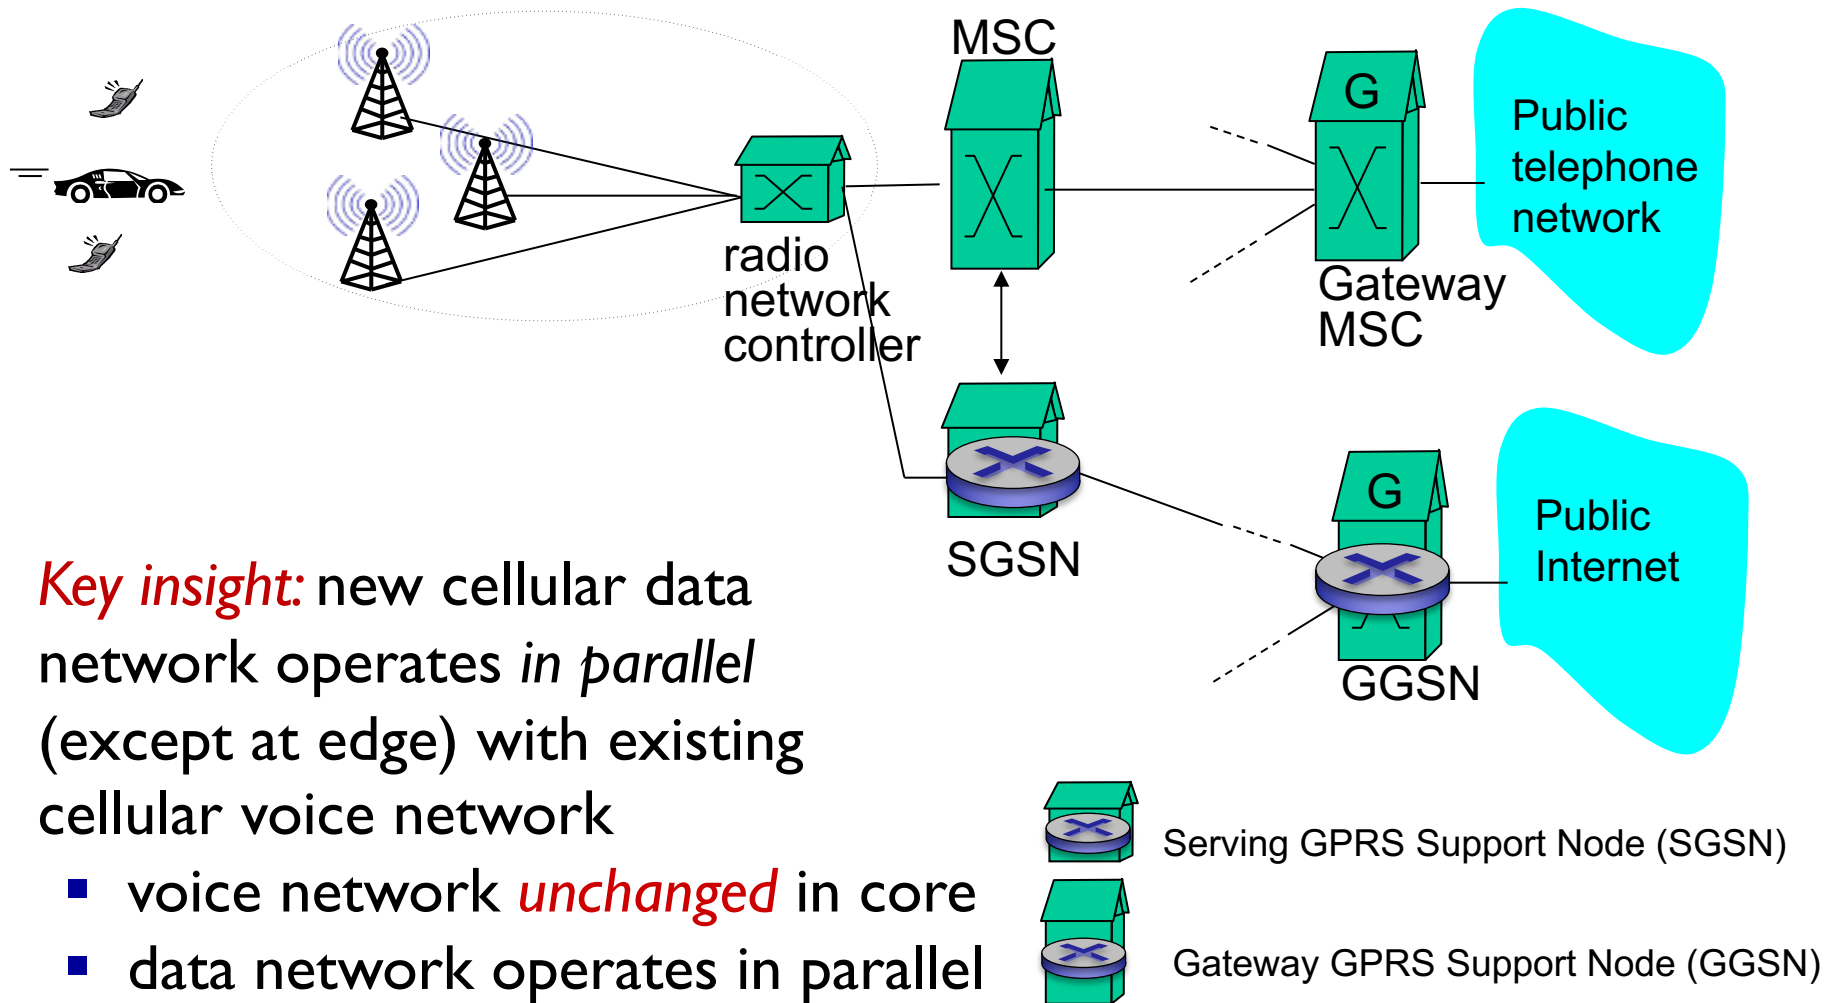 MSC
G
Public
telephone
network
radio
network
controller
Gateway
MSC
SGSN
G
GGSN
Public
Internet
Key insight: new cellular data
network operates in parallel
(except at edge) with existing
cellular voice network
voice network unchanged in core
data network operates in parallel
Serving GPRS Support Node (SGSN)
Gateway GPRS Support Node (GGSN)